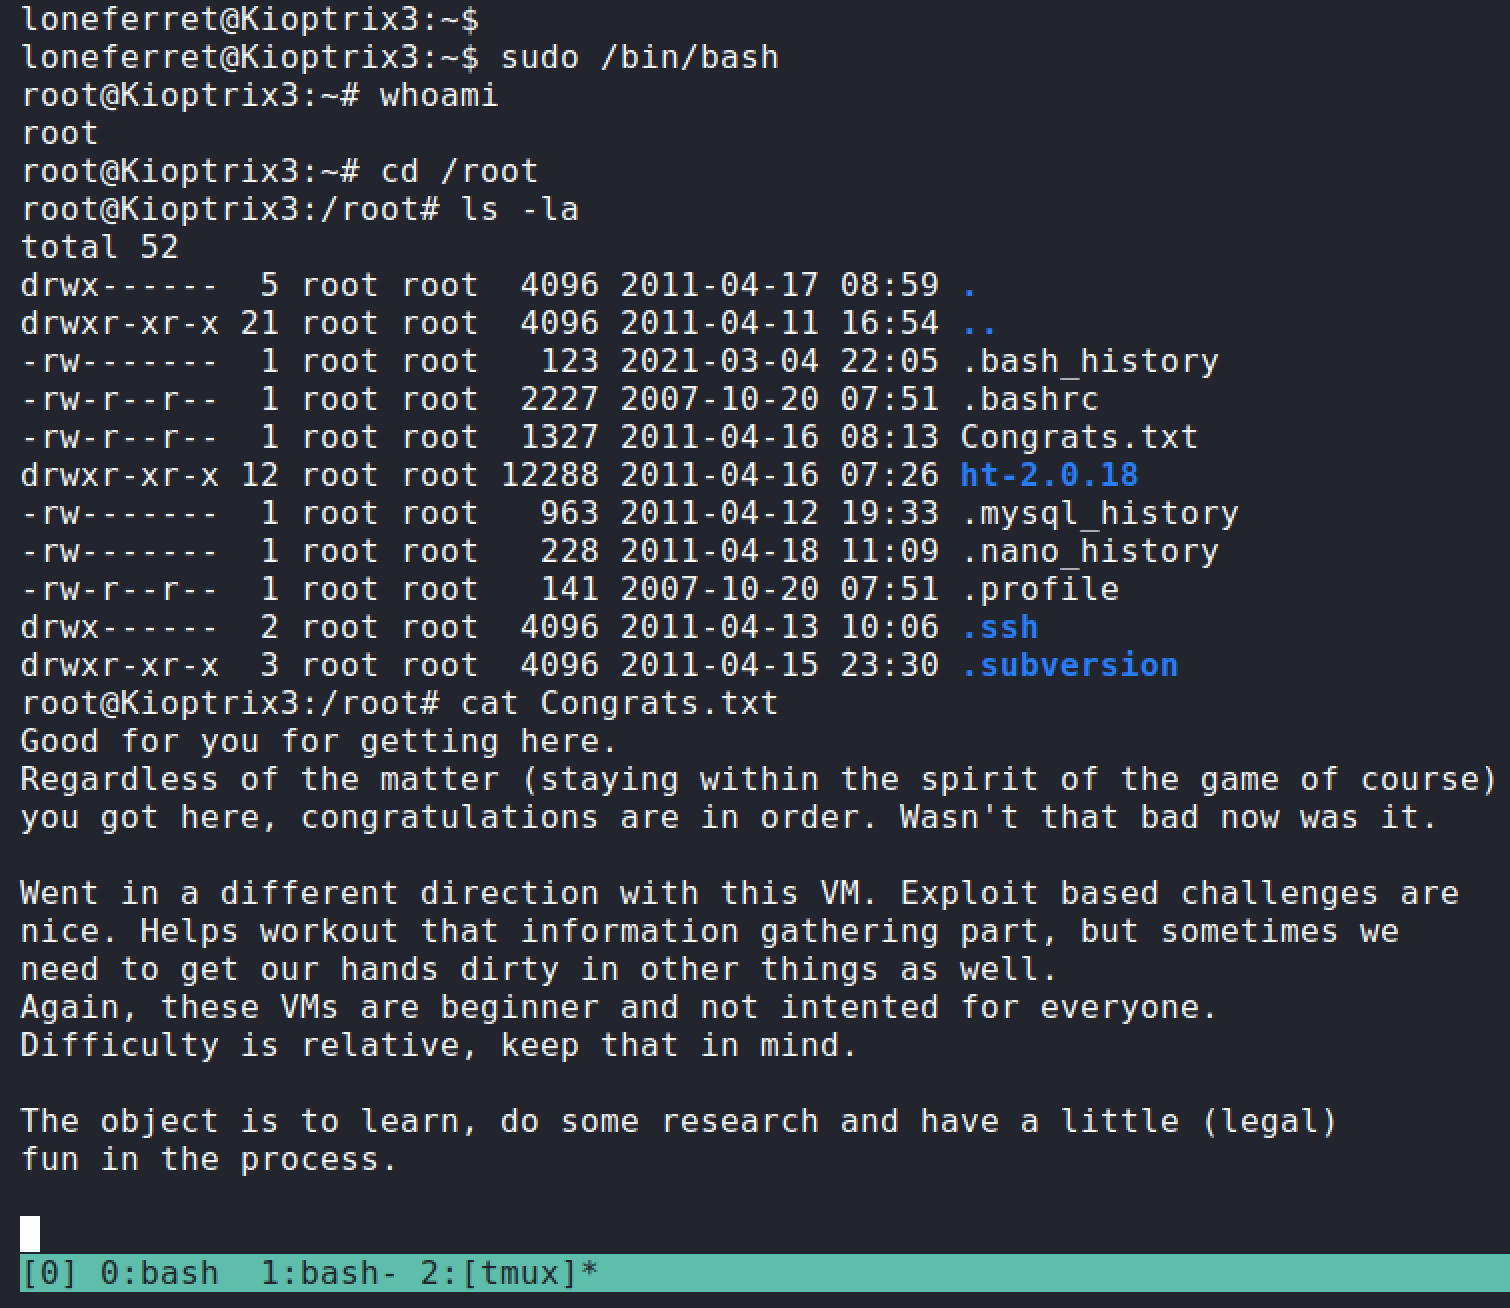 loneferret@Kioptrix3:~$
loneferret@Kioptrix3:~$ sudo /bin/bash
root@Kioptrix3:~# whoami
root
root@Kioptrix3:~# cd /root
root@Kioptrix3:/root# ls -la
total 52
drwx------  5 root root  4096 2011-04-17 08:59 .
drwxr-xr-x 21 root root  4096 2011-04-11 16:54 ..
-rw-------  1 root root   123 2021-03-04 22:05 .bash_history
-rw-r--r--  1 root root  2227 2007-10-20 07:51 .bashrc
-rw-r--r--  1 root root  1327 2011-04-16 08:13 Congrats.txt
drwxr-xr-x 12 root root 12288 2011-04-16 07:26 ht-2.0.18
-rw-------  1 root root   963 2011-04-12 19:33 .mysql_history
-rw-------  1 root root   228 2011-04-18 11:09 .nano_history
-rw-r--r--  1 root root   141 2007-10-20 07:51 .profile
drwx------  2 root root  4096 2011-04-13 10:06 .ssh
drwxr-xr-x  3 root root  4096 2011-04-15 23:30 .subversion
root@Kioptrix3:/root# cat Congrats.txt
Good for you for getting here.
Regardless of the matter (staying within the spirit of the game of course)
you got here, congratulations are in order. Wasn't that bad now was it.

Went in a different direction with this VM. Exploit based challenges are
nice. Helps workout that information gathering part, but sometimes we
need to get our hands dirty in other things as well.
Again, these VMs are beginner and not intented for everyone.
Difficulty is relative, keep that in mind.

The object is to learn, do some research and have a little (legal)
fun in the process.

[0] 0:bash  1:bash- 2:[tmux]*